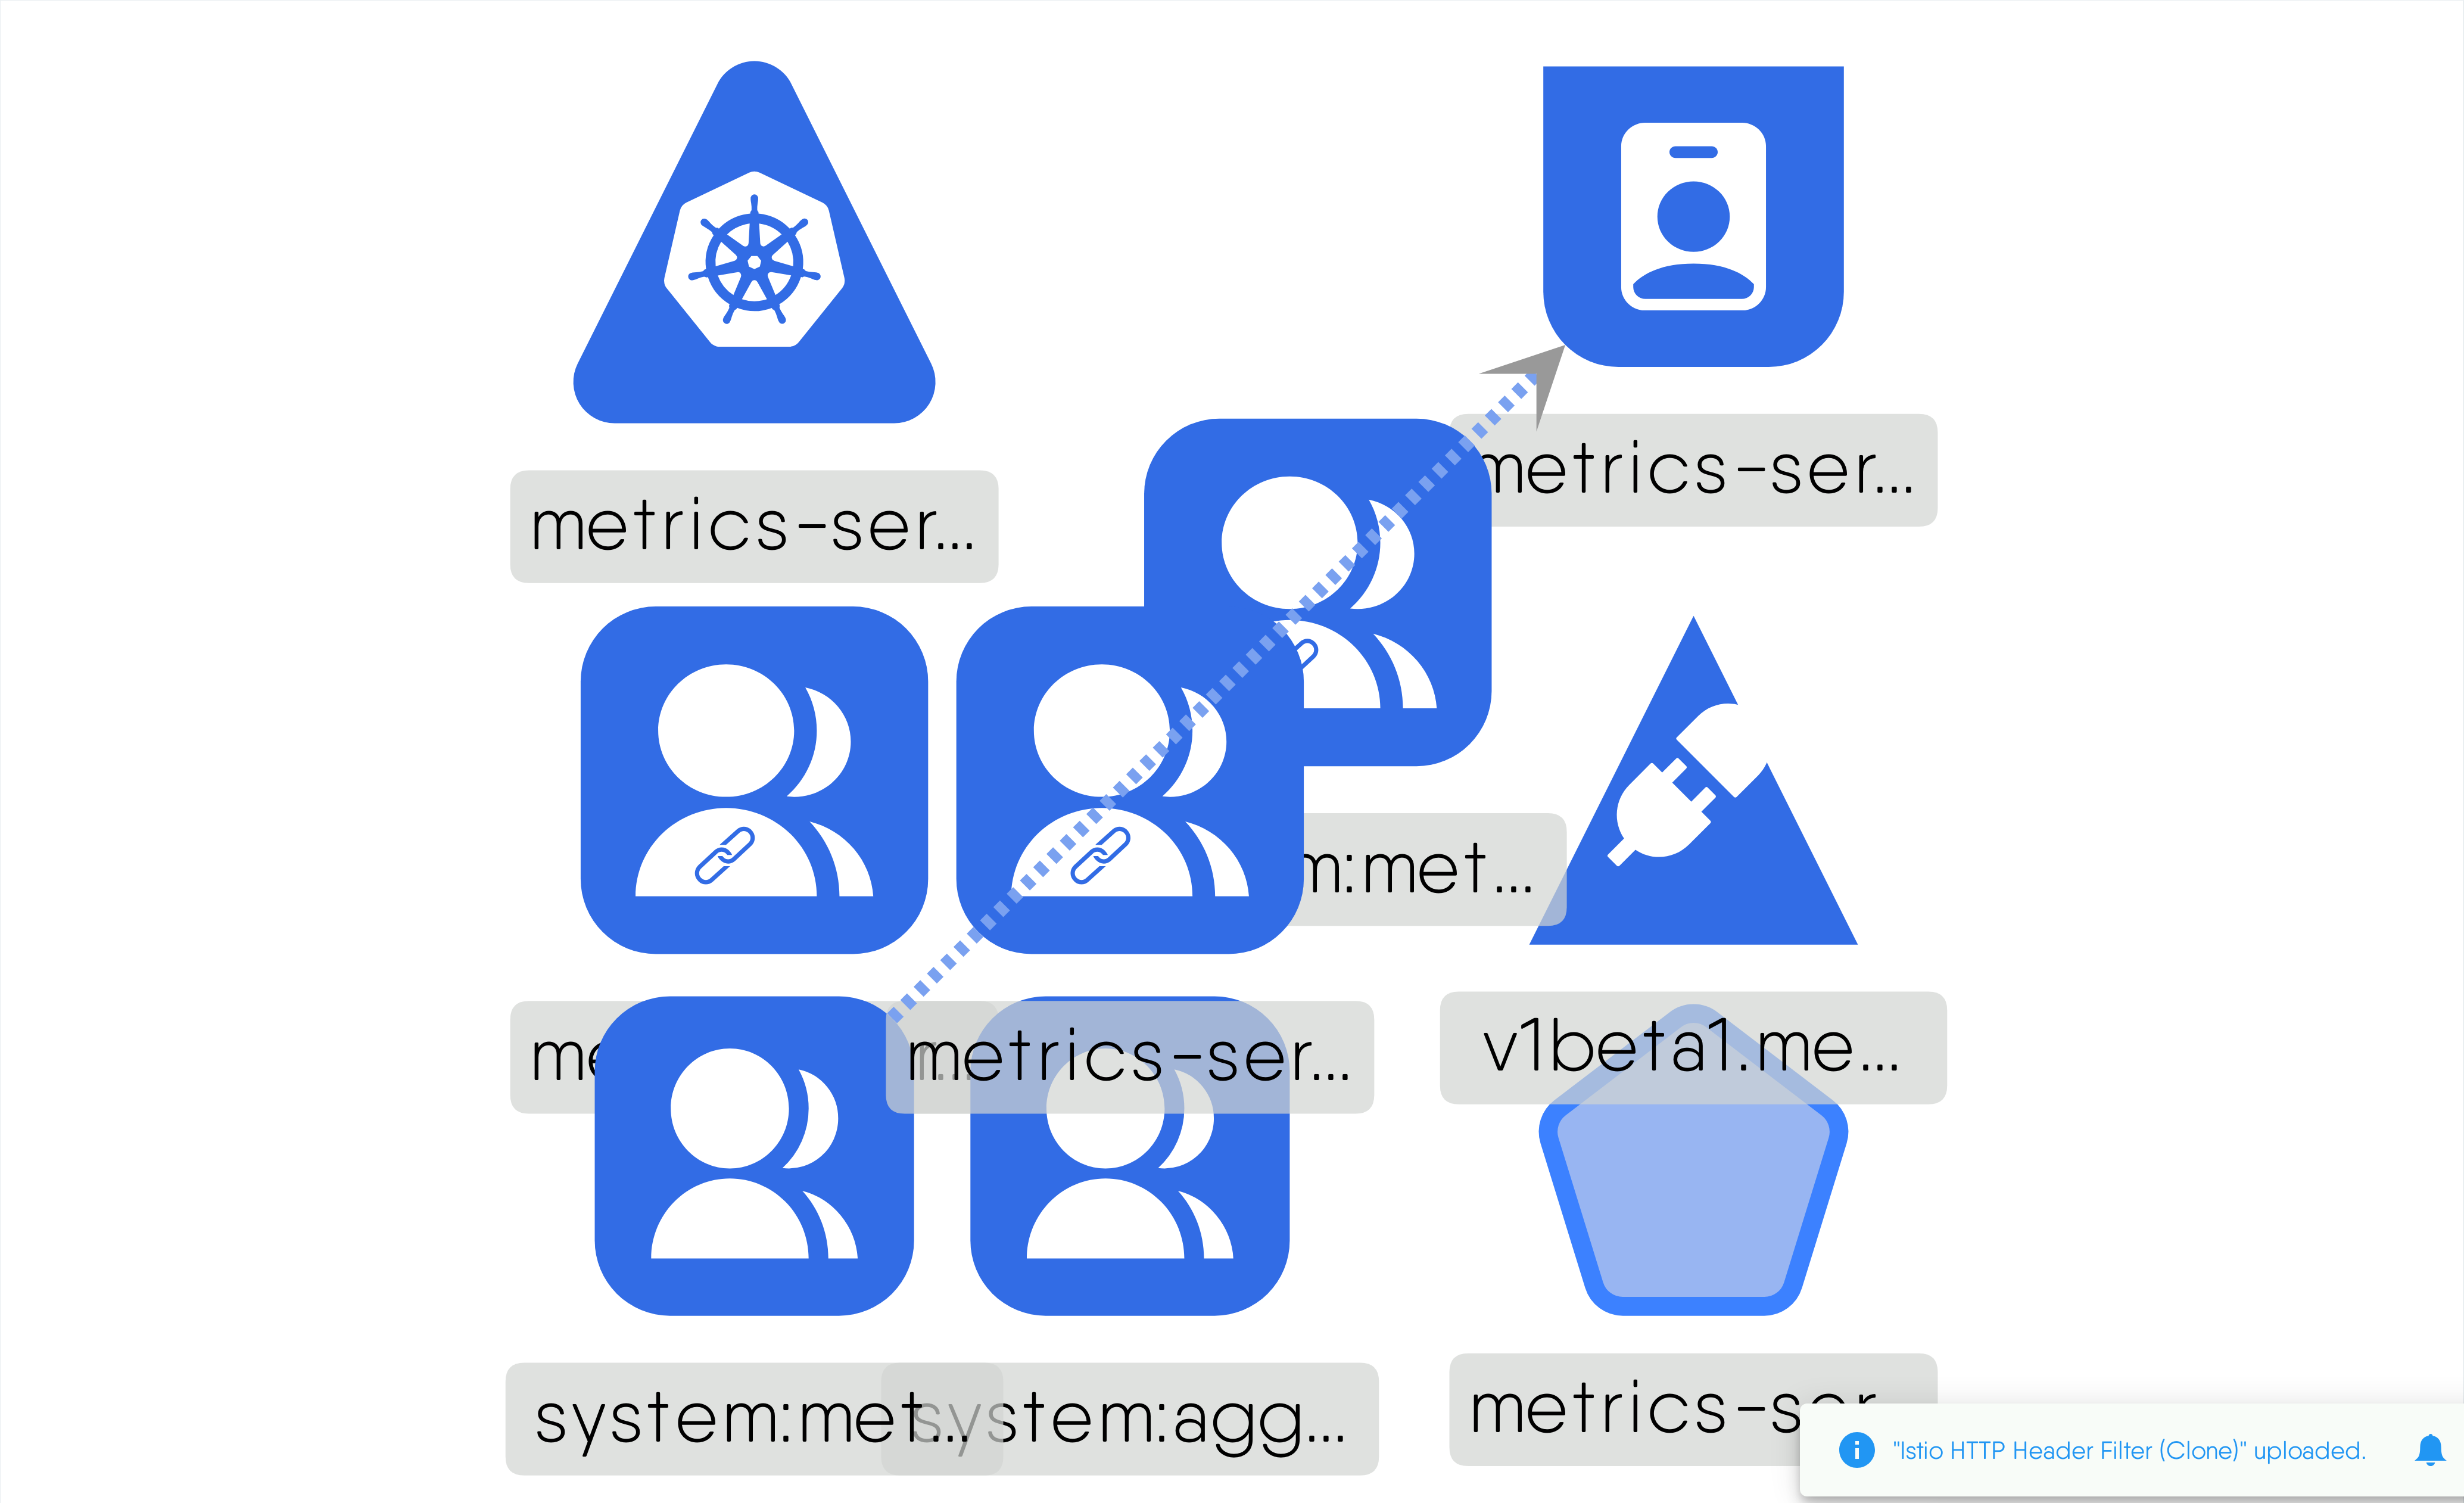 metrics-ser...
metrics-ser...
m:met...
metrics-ser...
v1beta1.me...
system:met...
system:agg...
"Istio HTTP Header Filter (Clone)" uploaded.